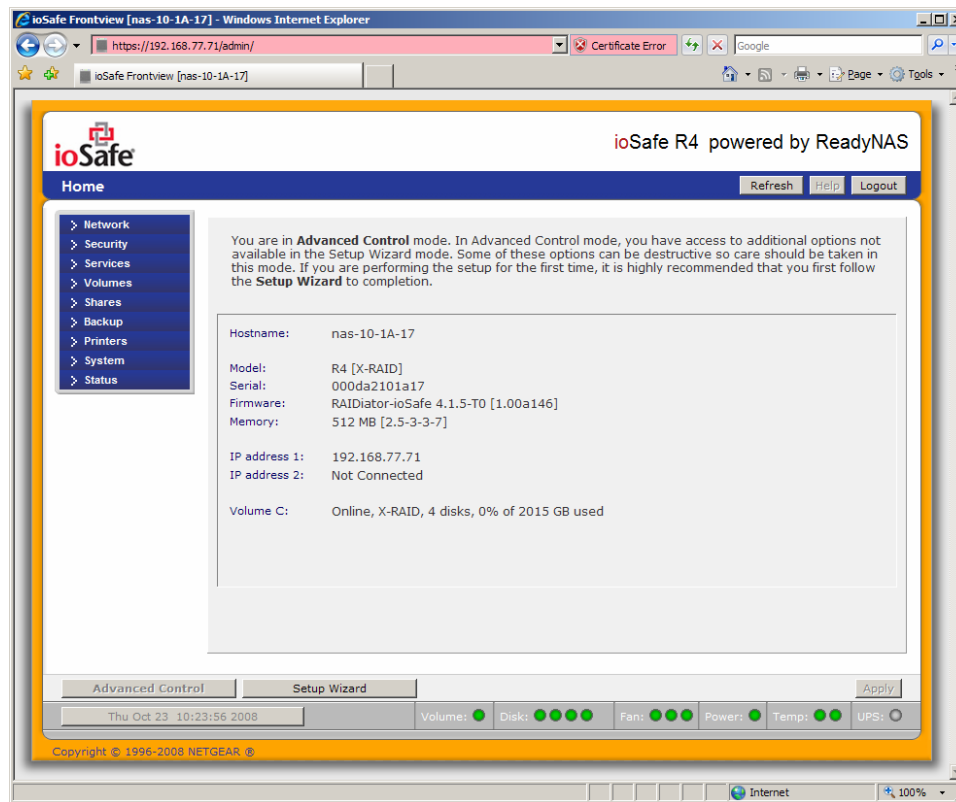 ioSafe Frontview [nas-10-1A-17] - Windows Internet Explorer
https://192.168.77.71/admin/
Certificate Error
Google
ioSafe Frontview [nas-10-1A-17]
Page
Tools
ioSafe
ioSafe R4 powered by ReadyNAS
Home
Refresh
Help
Logout
Network
Security
Services
Volumes
Shares
Backup
Printers
System
Status
You are in Advanced Control mode. In Advanced Control mode, you have access to additional options not
available in the Setup Wizard mode. Some of these options can be destructive so care should be taken in
this mode. If you are performing the setup for the first time, it is highly recommended that you first follow
the Setup Wizard to completion.
Hostname: nas-10-1A-17
Model: R4 [X-RAID]
Serial: 000da2101a17
Firmware: RAIDiator-ioSafe 4.1.5-T0 [1.00a146]
Memory: 512 MB [2.5-3-3-7]
IP address 1: 192.168.77.71
IP address 2: Not Connected
Volume C: Online, X-RAID, 4 disks, 0% of 2015 GB used
Advanced Control
Setup Wizard
Apply
Thu Oct 23 10:23:56 2008
Volume:
Disk:
Fan:
Power:
Temp:
UPS:
Copyright © 1996-2008 NETGEAR ®
Internet
100%